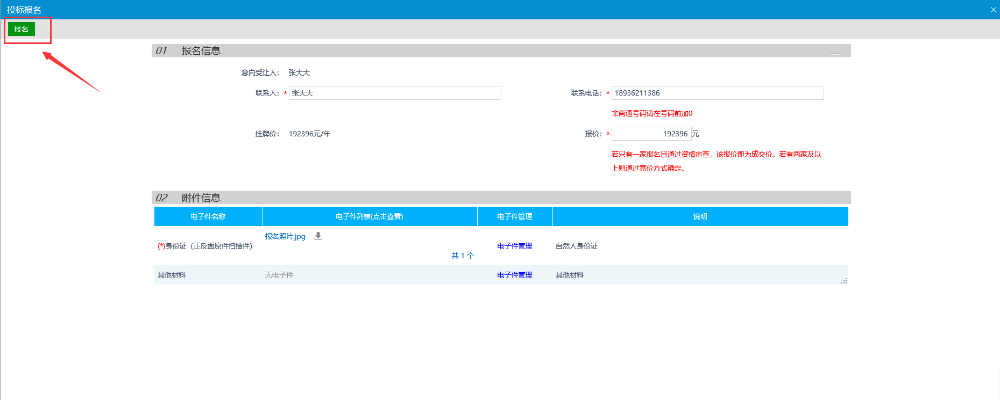 投标报名
报名
01 报名信息
意向受让人： 张大大
联系人：* 张大大 联系电话：* 18936211386
非南通号码请在号码前加0
挂牌价： 192396元/年 报价：* 192396 元
若只有一家报名且通过资格审查，该报价即为成交价。若有两家及以
上则通过竞价方式确定。
02 附件信息
电子件名称 电子件列表(点击查看) 电子件管理 说明
报名照片.jpg
(*)身份证（正反面原件扫描件） 电子件管理 自然人身份证
共 1 个
其他材料 无电子件 电子件管理 其他材料